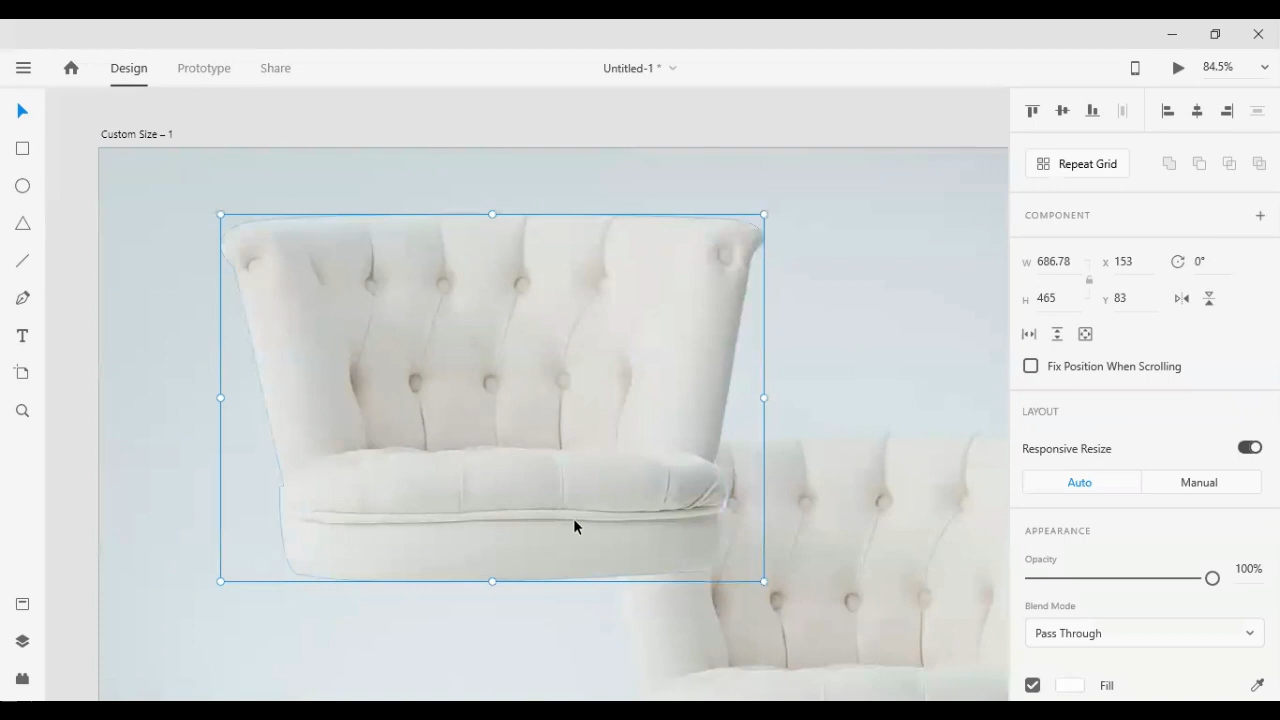 Design Prototype Share Untitled-1 * 84.5%
Custom Size – 1
Repeat Grid
COMPONENT
W 686.78 X 153 0°
H 465 Y 83
Fix Position When Scrolling
LAYOUT
Responsive Resize
Auto Manual
APPEARANCE
Opacity
100%
Blend Mode
Pass Through
Fill